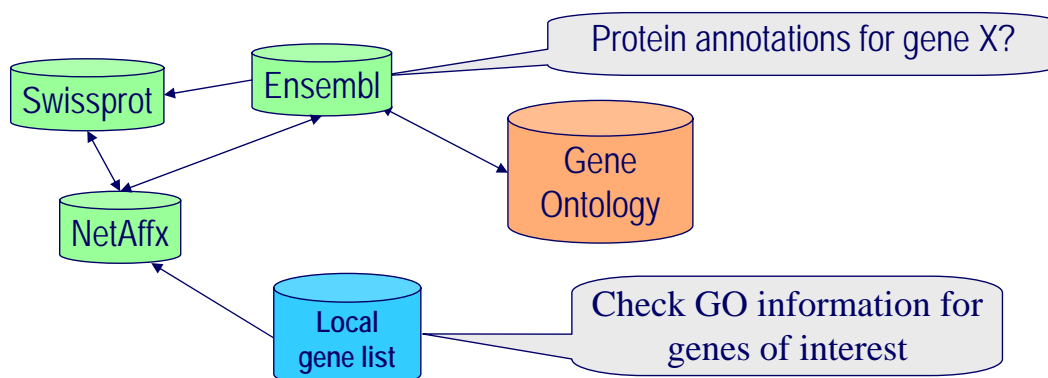 Protein annotations for gene X?
Ensembl
Swissprot
Gene
Ontology
NetAffx
Local
gene list
Check GO information for
genes of interest